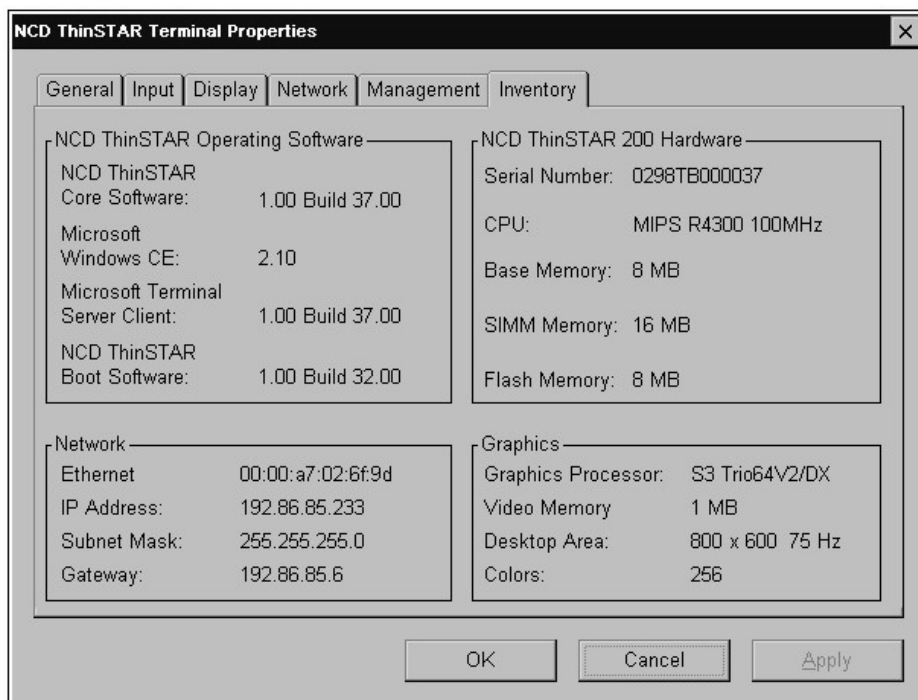 NCD ThinSTAR Terminal Properties
General Input Display Network Management Inventory
NCD ThinSTAR Operating Software
NCD ThinSTAR
Core Software: 1.00 Build 37.00
Microsoft
Windows CE: 2.10
Microsoft Terminal
Server Client: 1.00 Build 37.00
NCD ThinSTAR
Boot Software: 1.00 Build 32.00
NCD ThinSTAR 200 Hardware
Serial Number: 0298TB000037
CPU: MIPS R4300 100MHz
Base Memory: 8 MB
SIMM Memory: 16 MB
Flash Memory: 8 MB
Network
Ethernet 00:00:a7:02:6f:9d
IP Address: 192.86.85.233
Subnet Mask: 255.255.255.0
Gateway: 192.86.85.6
Graphics
Graphics Processor: S3 Trio64V2/DX
Video Memory 1 MB
Desktop Area: 800 x 600 75 Hz
Colors: 256
OK Cancel Apply